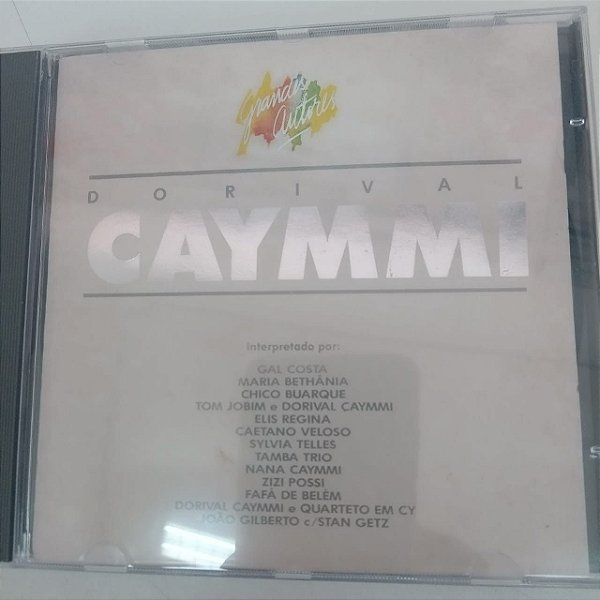 Grandes
autores
DORIVAL
CAYMMI
Interpretado por:
GAL COSTA
MARIA BETHÂNIA
CHICO BUARQUE
TOM JOBIM e DORIVAL CAYMMI
ELIS REGINA
CAETANO VELOSO
SYLVIA TELLES
TAMBA TRIO
NANA CAYMMI
ZIZI POSSI
FAFÁ DE BELÉM
DORIVAL CAYMMI e QUARTETO EM CY
JOÃO GILBERTO c/STAN GETZ